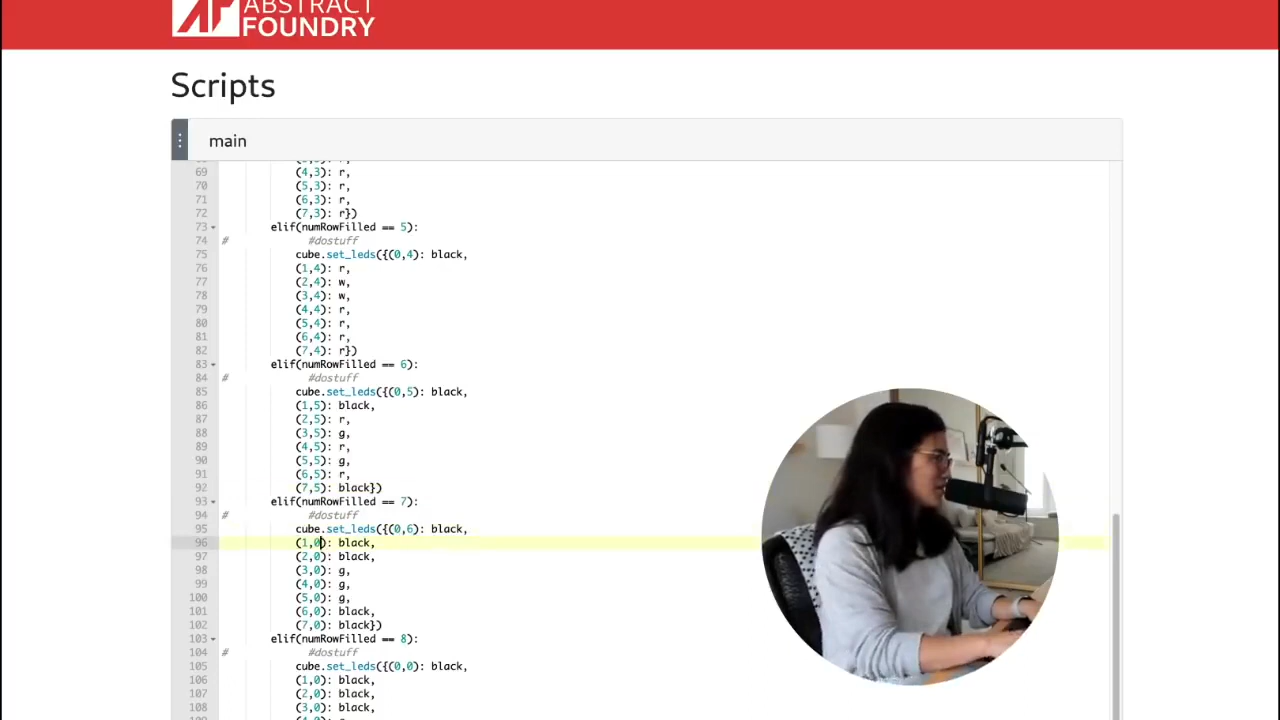 ABSTRACT
FOUNDRY
Scripts
main
69 (4,3): r,
70 (5,3): r,
71 (6,3): r,
72 (7,3): r})
73 elif(numRowFilled == 5):
74 # #dostuff
75 cube.set_leds({(0,4): black,
76 (1,4): r,
77 (2,4): w,
78 (3,4): w,
79 (4,4): r,
80 (5,4): r,
81 (6,4): r,
82 (7,4): r})
83 elif(numRowFilled == 6):
84 # #dostuff
85 cube.set_leds({(0,5): black,
86 (1,5): black,
87 (2,5): r,
88 (3,5): g,
89 (4,5): r,
90 (5,5): g,
91 (6,5): r,
92 (7,5): black})
93 elif(numRowFilled == 7):
94 # #dostuff
95 cube.set_leds({(0,6): black,
96 (1,0): black,
97 (2,0): black,
98 (3,0): g,
99 (4,0): g,
100 (5,0): g,
101 (6,0): black,
102 (7,0): black})
103 elif(numRowFilled == 8):
104 # #dostuff
105 cube.set_leds({(0,0): black,
106 (1,0): black,
107 (2,0): black,
108 (3,0): black,